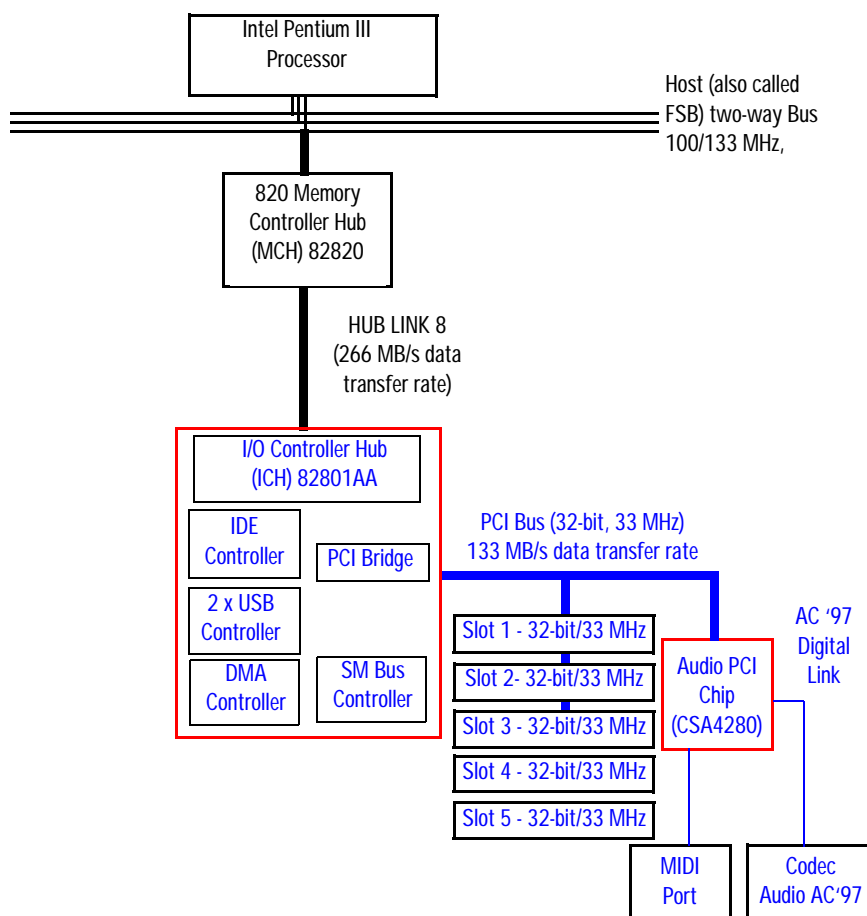 Intel Pentium III
Processor
Host (also called
FSB) two-way Bus
100/133 MHz,
820 Memory
Controller Hub
(MCH) 82820
HUB LINK 8
(266 MB/s data
transfer rate)
I/O Controller Hub
(ICH) 82801AA
IDE
Controller
PCI Bridge
2 x USB
Controller
DMA
Controller
SM Bus
Controller
PCI Bus (32-bit, 33 MHz)
133 MB/s data transfer rate
Slot 1 - 32-bit/33 MHz
Slot 2- 32-bit/33 MHz
Slot 3 - 32-bit/33 MHz
Slot 4 - 32-bit/33 MHz
Slot 5 - 32-bit/33 MHz
Audio PCI
Chip
(CSA4280)
AC ‘97
Digital
Link
MIDI
Port
Codec
Audio AC‘97